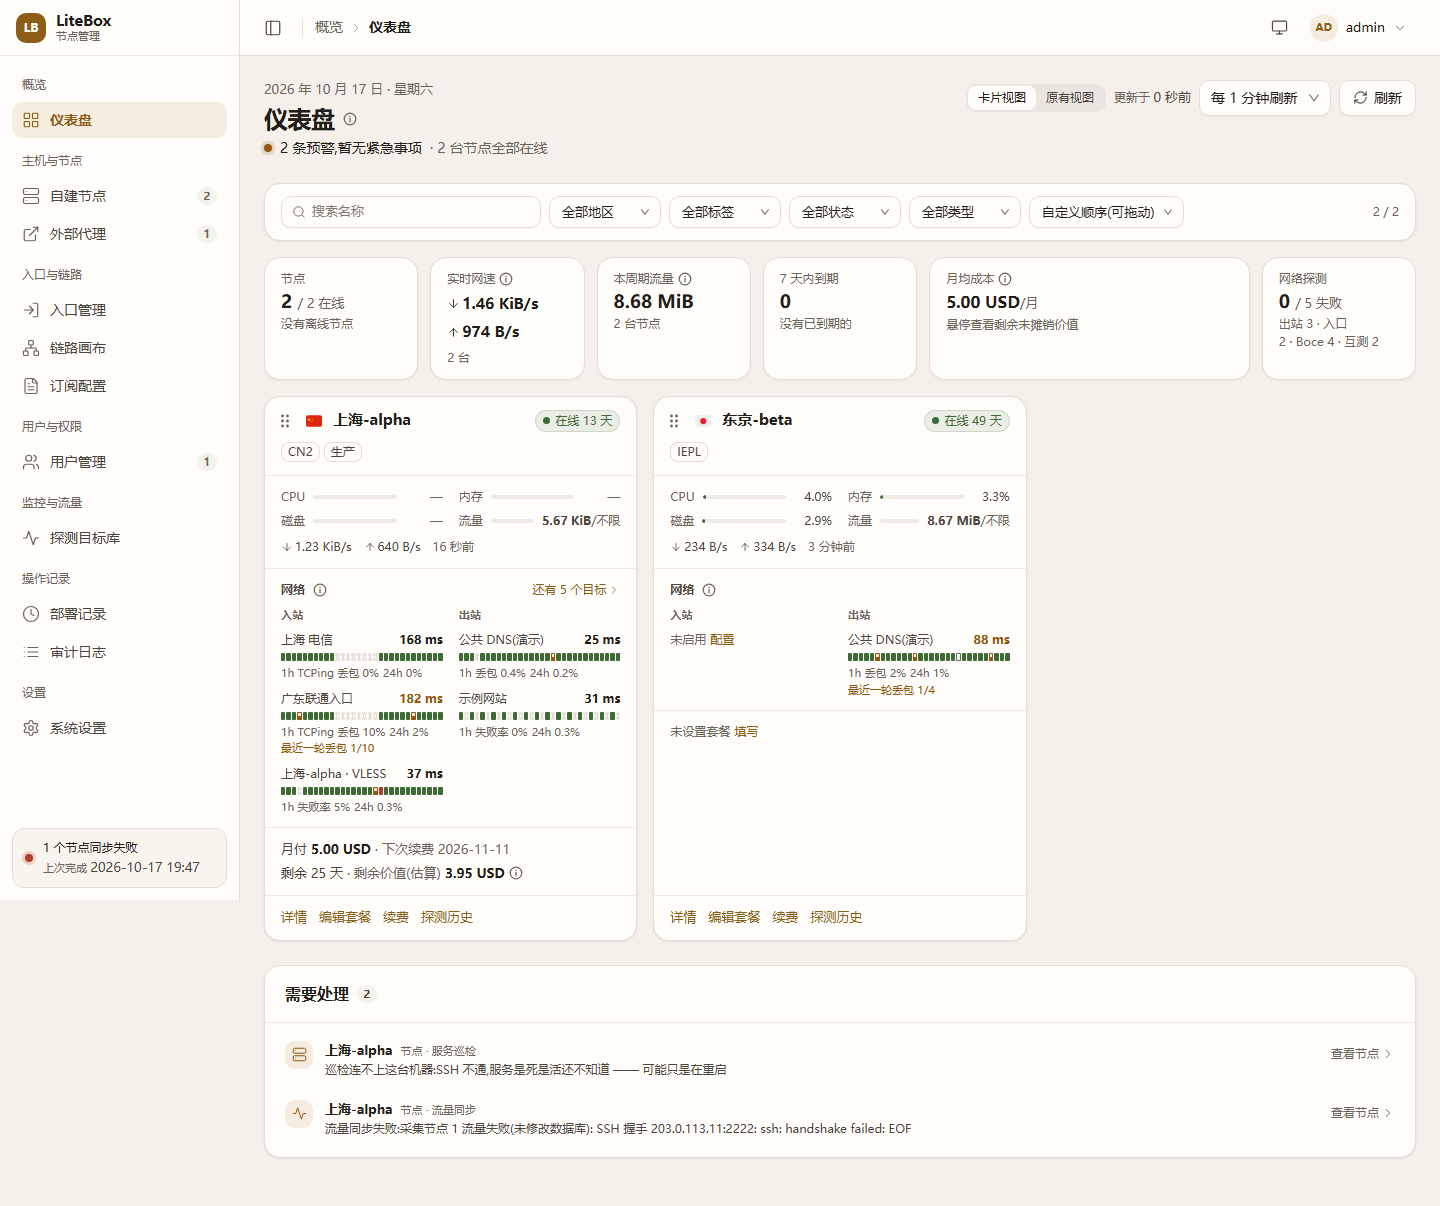 LB
LiteBox
节点管理
概览
仪表盘
主机与节点
自建节点 2
外部代理 1
入口与链路
入口管理
链路画布
订阅配置
用户与权限
用户管理 1
监控与流量
探测目标库
操作记录
部署记录
审计日志
设置
系统设置
1 个节点同步失败
上次完成 2026-10-17 19:47
概览 仪表盘
AD admin
2026 年 10 月 17 日 · 星期六
仪表盘
2 条预警,暂无紧急事项 · 2 台节点全部在线
卡片视图 原有视图 更新于 0 秒前 每 1 分钟刷新 刷新
搜索名称 全部地区 全部标签 全部状态 全部类型 自定义顺序(可拖动) 2 / 2
节点
2 / 2 在线
没有离线节点
实时网速
↓ 1.46 KiB/s
↑ 974 B/s
2 台
本周期流量
8.68 MiB
2 台节点
7 天内到期
0
没有已到期的
月均成本
5.00 USD/月
悬停查看剩余未摊销价值
网络探测
0 / 5 失败
出站 3 · 入口
2 · Boce 4 · 互测 2
上海-alpha 在线 13 天
CN2 生产
CPU — 内存 —
磁盘 — 流量 5.67 KiB/不限
↓ 1.23 KiB/s ↑ 640 B/s 16 秒前
网络 还有 5 个目标
入站 出站
上海 电信 168 ms 公共 DNS(演示) 25 ms
1h TCPing 丢包 0% 24h 0% 1h 丢包 0.4% 24h 0.2%
广东联通入口 182 ms 示例网站 31 ms
1h TCPing 丢包 10% 24h 2% 1h 失败率 0% 24h 0.3%
最近一轮丢包 1/10
上海-alpha · VLESS 37 ms
1h 失败率 5% 24h 0.3%
月付 5.00 USD · 下次续费 2026-11-11
剩余 25 天 · 剩余价值(估算) 3.95 USD
详情 编辑套餐 续费 探测历史
东京-beta 在线 49 天
IEPL
CPU 4.0% 内存 3.3%
磁盘 2.9% 流量 8.67 MiB/不限
↓ 234 B/s ↑ 334 B/s 3 分钟前
网络
入站 出站
未启用 配置 公共 DNS(演示) 88 ms
1h 丢包 2% 24h 1%
最近一轮丢包 1/4
未设置套餐 填写
详情 编辑套餐 续费 探测历史
需要处理 2
上海-alpha 节点 · 服务巡检 查看节点
巡检连不上这台机器:SSH 不通,服务是死是活还不知道 —— 可能只是在重启
上海-alpha 节点 · 流量同步 查看节点
流量同步失败:采集节点 1 流量失败(未修改数据库): SSH 握手 203.0.113.11:2222: ssh: handshake failed: EOF